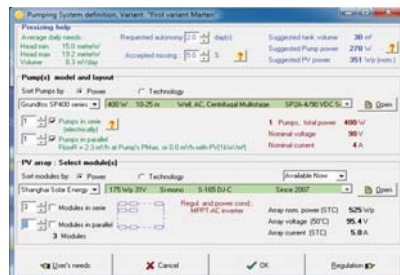 Pumping System definition, Variant "First variant Marten"
Presizing help
Average daily needs :
Requested autonomy 2.0 day(s)
Suggested tank volume 30 m³
Head min. 15.0 meterW
Head max 19.2 meterW
Accepted missing : 5.0 %
Suggested Pump power 278 W
Volume 8.3 m³/day
Suggested PV power 351 Wp (nom.)
Pump(s) model and layout
Sort Pumps by Power Technology
Grundfos SP400 series 400 W 10-25 m Well, AC, Centrifugal Multistage SP2A-4/90 VDC Open
1 Pumps in serie
(electrically)
1 Pumps, total power 400 W
1 Pumps in parallel
Nominal voltage 90 V
Nominal current 4 A
PV array : Select module(s)
Sort modules by: Power Technology Available Now
Shanghai Solar Energy 175 Wp 31V Si-mono S-165 DJ-C Since 2007 Open
3 Modules in serie
Regul. and power cond.:
MPPT-AC inverter
Array nom. power (STC) 525 Wp
Modules in parallel
Array voltage (50°C) 95.4 V
3 Modules
Array current (STC) 5.0 A
User's needs Cancel OK Regulation